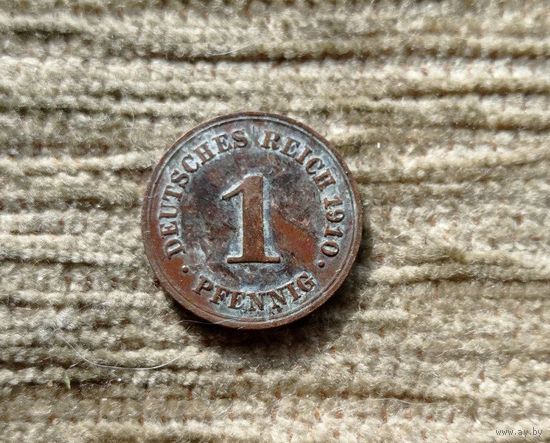 DEUTSCHES REICH 1910
1
PFENNIG
www.ay.by